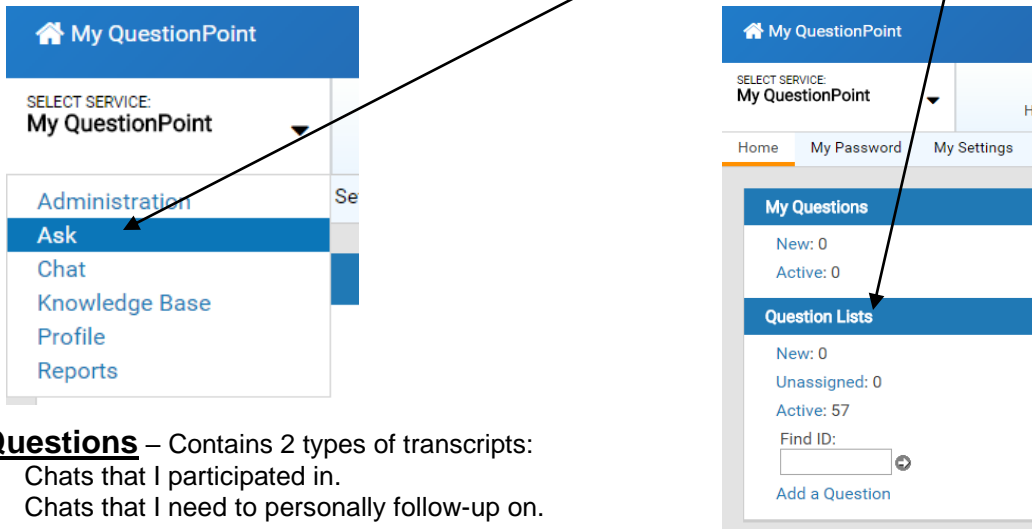 My QuestionPoint
SELECT SERVICE:
My QuestionPoint
Administration
Ask
Chat
Knowledge Base
Profile
Reports
My QuestionPoint
SELECT SERVICE:
My QuestionPoint
Home My Password My Settings
My Questions
New: 0
Active: 0
Question Lists
New: 0
Unassigned: 0
Active: 57
Find ID:
Add a Question
Questions – Contains 2 types of transcripts:
Chats that I participated in.
Chats that I need to personally follow-up on.